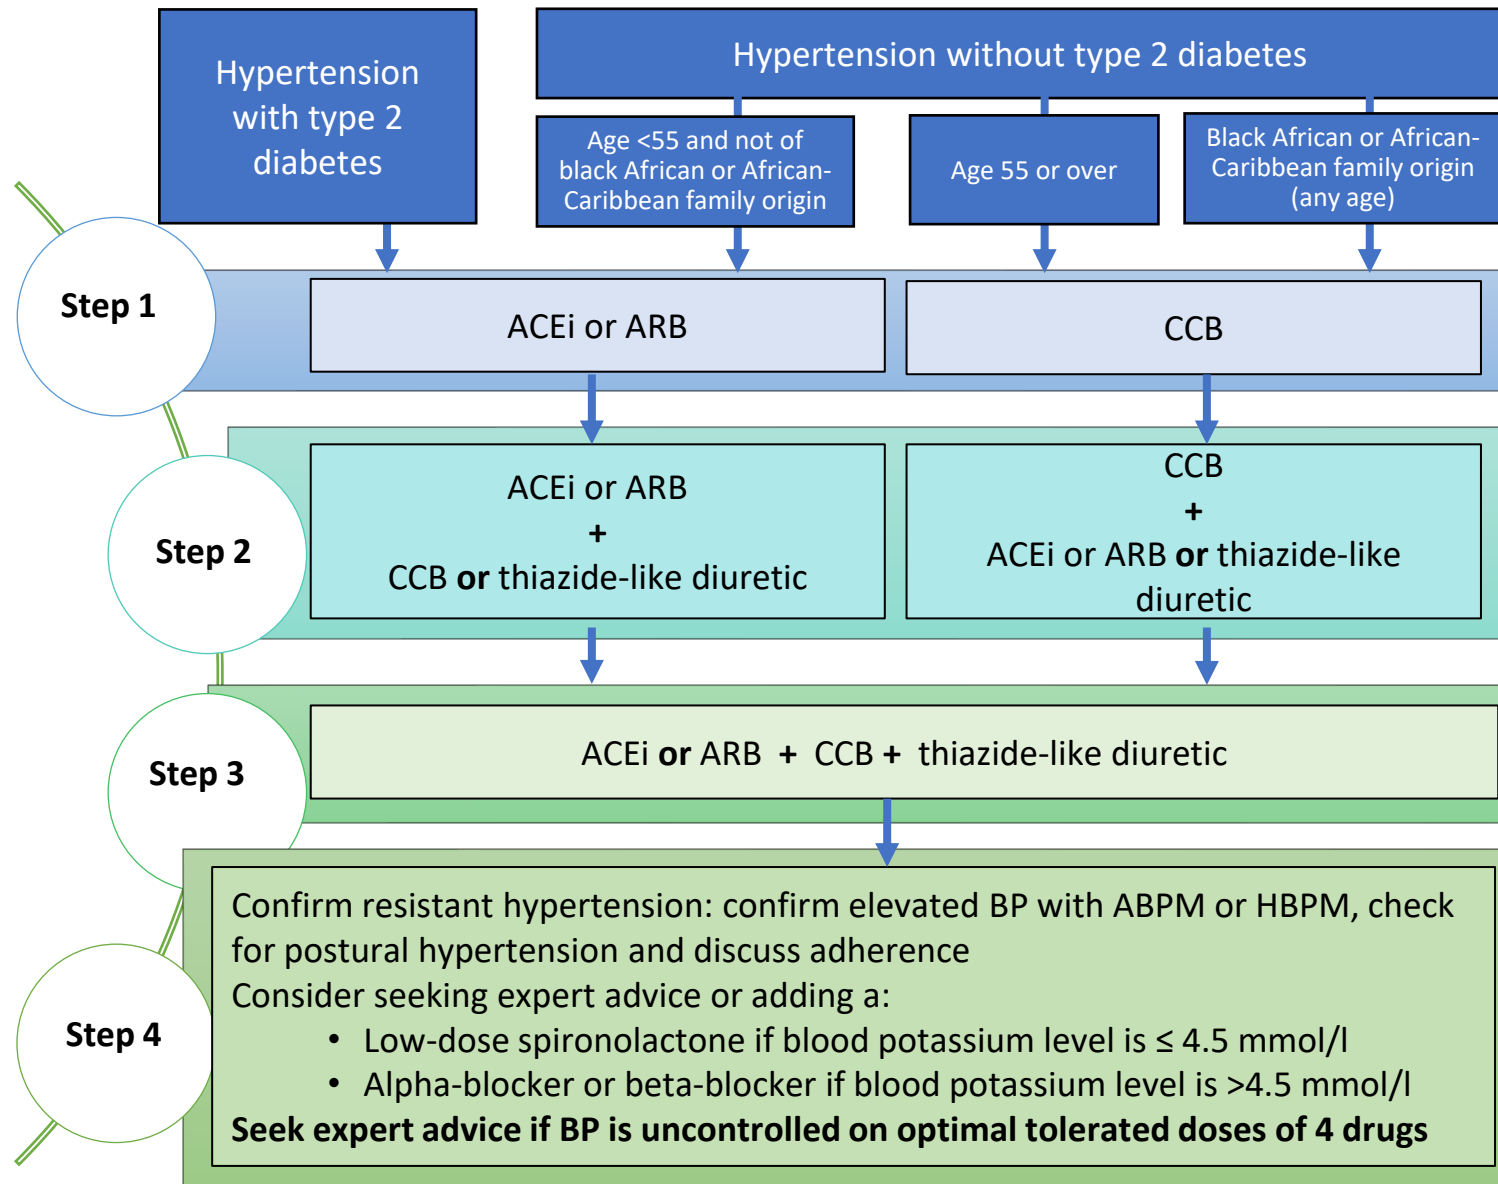 Hypertension
with type 2
diabetes
Hypertension without type 2 diabetes
Age <55 and not of
black African or African-
Caribbean family origin
Age 55 or over
Black African or African-
Caribbean family origin
(any age)
Step 1
ACEi or ARB
CCB
Step 2
ACEi or ARB
+
CCB or thiazide-like diuretic
CCB
+
ACEi or ARB or thiazide-like
diuretic
Step 3
ACEi or ARB + CCB + thiazide-like diuretic
Step 4
Confirm resistant hypertension: confirm elevated BP with ABPM or HBPM, check
for postural hypertension and discuss adherence
Consider seeking expert advice or adding a:
• Low-dose spironolactone if blood potassium level is ≤ 4.5 mmol/l
• Alpha-blocker or beta-blocker if blood potassium level is >4.5 mmol/l
Seek expert advice if BP is uncontrolled on optimal tolerated doses of 4 drugs